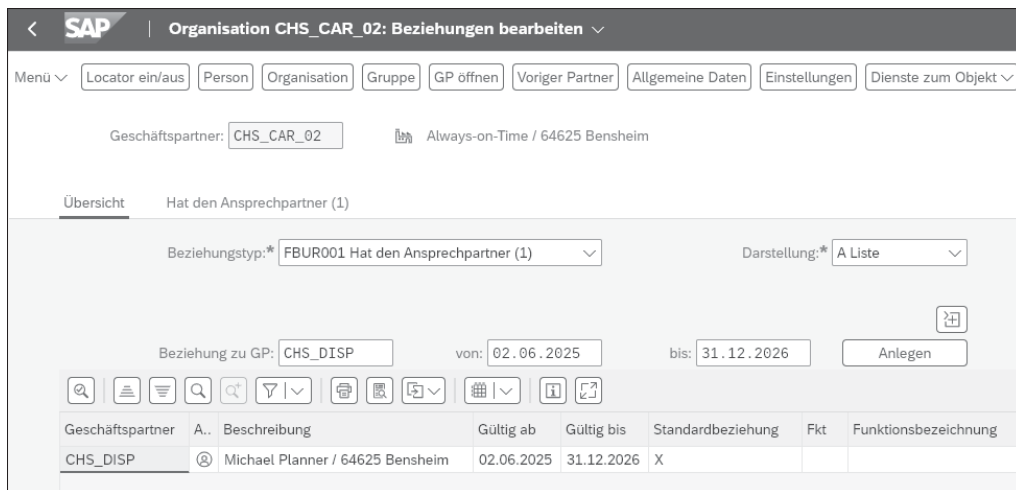 SAP Organisation CHS_CAR_02: Beziehungen bearbeiten
Menü Locator ein/aus Person Organisation Gruppe GP öffnen Voriger Partner Allgemeine Daten Einstellungen Dienste zum Objekt
Geschäftspartner: CHS_CAR_02 Always-on-Time / 64625 Bensheim
Übersicht Hat den Ansprechpartner (1)
Beziehungstyp:* FBUR001 Hat den Ansprechpartner (1) Darstellung:* A Liste
Beziehung zu GP: CHS_DISP von: 02.06.2025 bis: 31.12.2026 Anlegen
Geschäftspartner A.. Beschreibung Gültig ab Gültig bis Standardbeziehung Fkt Funktionsbezeichnung
CHS_DISP Michael Planner / 64625 Bensheim 02.06.2025 31.12.2026 X